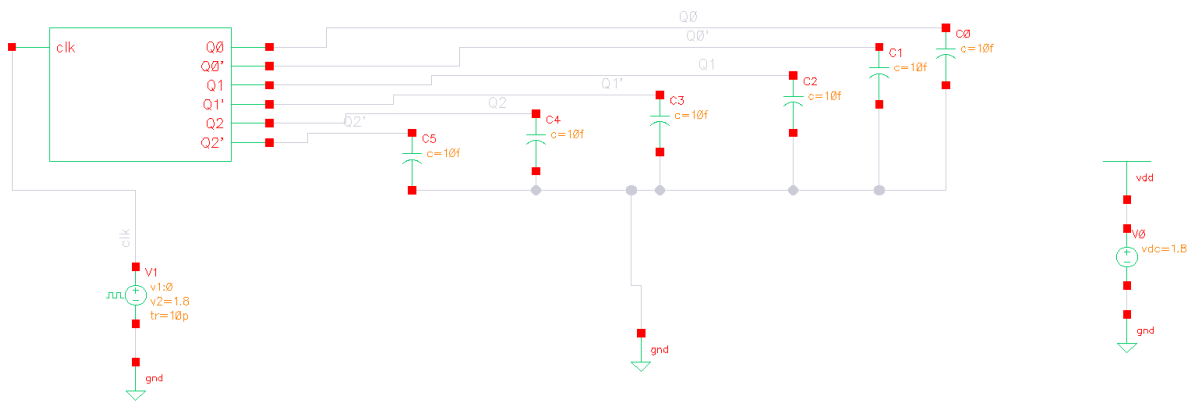 clk
Q0
Q0'
Q1
Q1'
Q2
Q2'
Q0
Q0'
Q1
Q1'
Q2
Q2'
C0
c=10f
C1
c=10f
C2
c=10f
C3
c=10f
C4
c=10f
C5
c=10f
clk
V1
v1:0
v2=1.8
tr=10p
gnd
gnd
vdd
V0
vdc=1.8
gnd